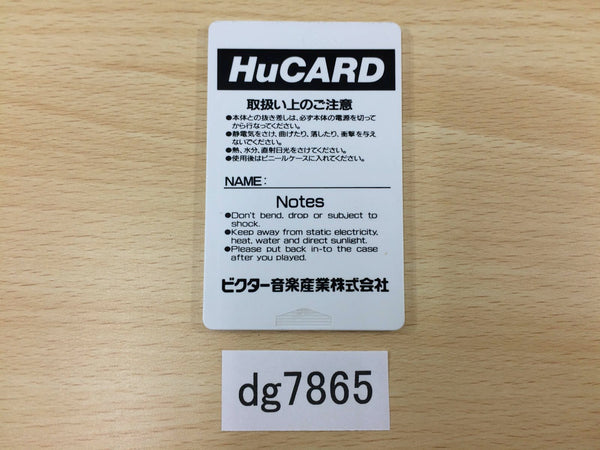 HuCARD
取扱い上のご注意
●本体との抜き差しは、必ず本体の電源を切って
から行なってください。
●静電気をさけ、曲げたり、落したり、衝撃を与え
ないでください。
●熱、水分、直射日光をさけてください。
●使用後はビニールケースに入れてください。
NAME:
Notes
●Don't bend, drop or subject to
shock.
●Keep away from static electricity,
heat, water and direct sunlight.
●Please put back in-to the case
after you played.
ビクター音楽産業株式会社
dg7865